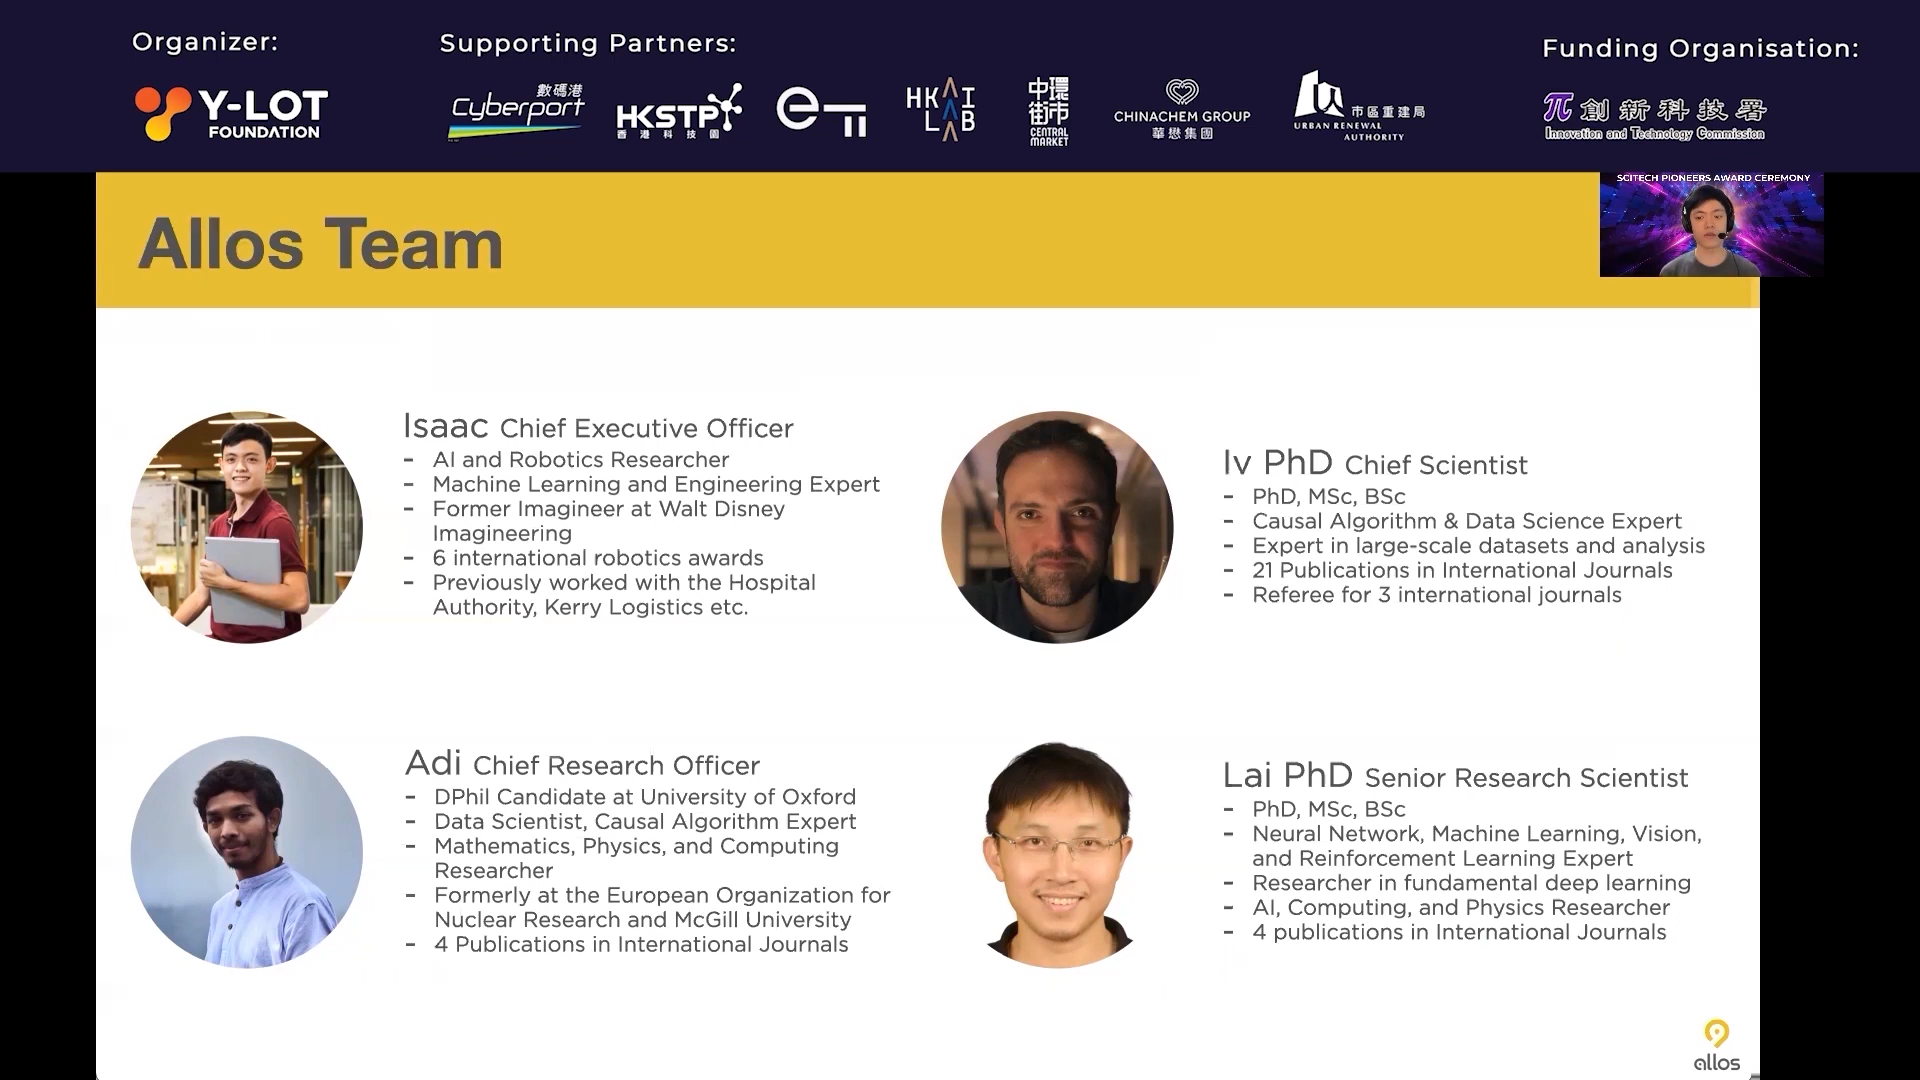 Organizer:
Supporting Partners:
Funding Organisation:
Y-LOT
FOUNDATION
數碼港
Cyberport
HKSTP
香港科技園
e
HKAI
LAB
中環
街市
CENTRAL
MARKET
CHINACHEM GROUP
華懋集團
市區重建局
URBAN RENEWAL
AUTHORITY
創新科技署
Innovation and Technology Commission
SCITECH PIONEERS AWARD CEREMONY
Allos Team
Isaac Chief Executive Officer
- AI and Robotics Researcher
- Machine Learning and Engineering Expert
- Former Imagineer at Walt Disney
Imagineering
- 6 international robotics awards
- Previously worked with the Hospital
Authority, Kerry Logistics etc.
Iv PhD Chief Scientist
- PhD, MSc, BSc
- Causal Algorithm & Data Science Expert
- Expert in large-scale datasets and analysis
- 21 Publications in International Journals
- Referee for 3 international journals
Adi Chief Research Officer
- DPhil Candidate at University of Oxford
- Data Scientist, Causal Algorithm Expert
- Mathematics, Physics, and Computing
Researcher
- Formerly at the European Organization for
Nuclear Research and McGill University
- 4 Publications in International Journals
Lai PhD Senior Research Scientist
- PhD, MSc, BSc
- Neural Network, Machine Learning, Vision,
and Reinforcement Learning Expert
- Researcher in fundamental deep learning
- AI, Computing, and Physics Researcher
- 4 publications in International Journals
allos